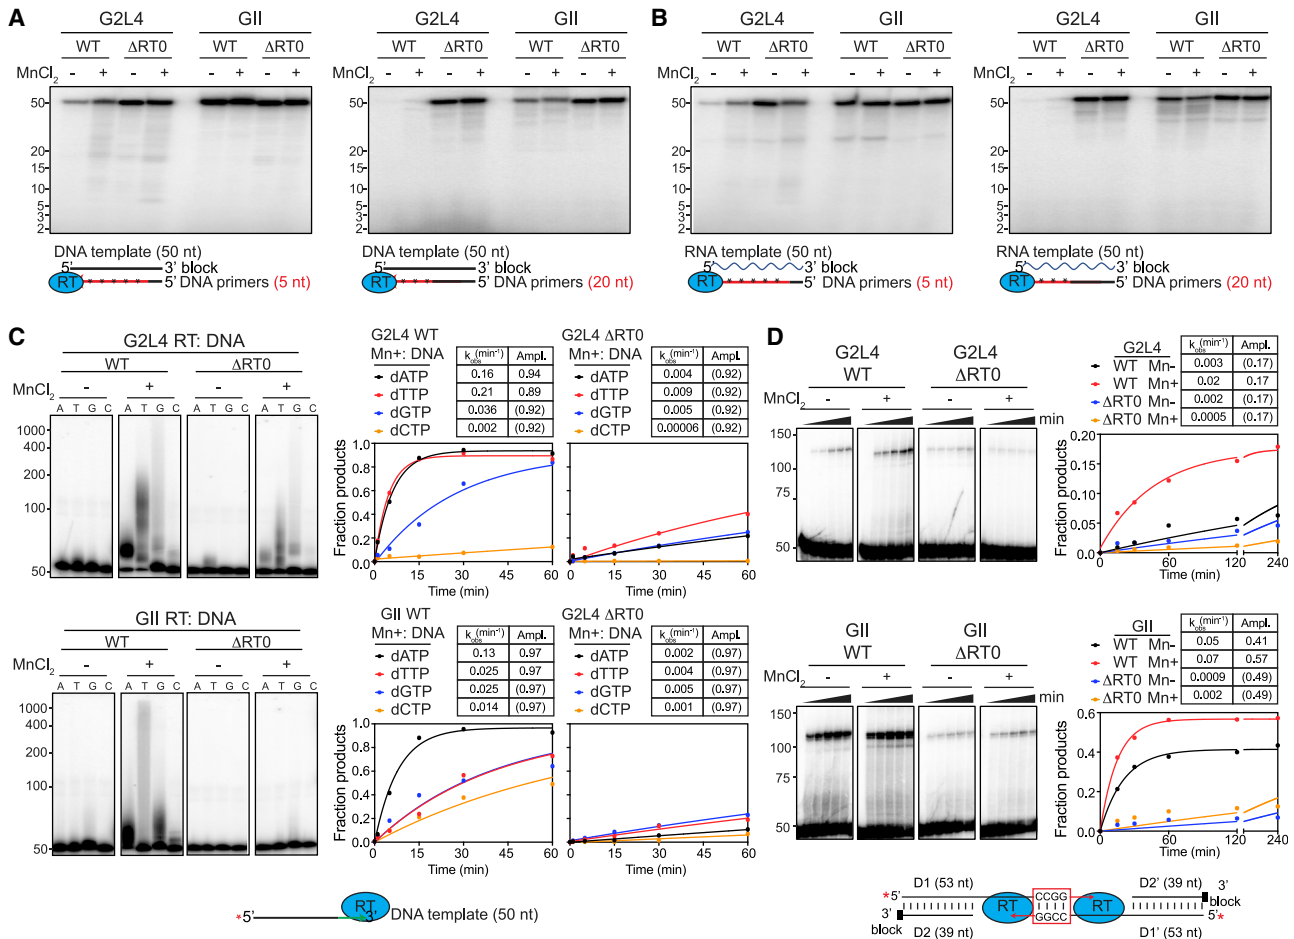 A
G2L4 GII
WT ΔRT0 WT ΔRT0
MnCl2 - + - + - + - +
50
20
15
10
5
3
2
DNA template (50 nt)
5' 3' block
RT 5' DNA primers (5 nt)
G2L4 GII
WT ΔRT0 WT ΔRT0
MnCl2 - + - + - + - +
50
20
15
10
5
3
2
DNA template (50 nt)
5' 3' block
RT 5' DNA primers (20 nt)
B
G2L4 GII
WT ΔRT0 WT ΔRT0
MnCl2 - + - + - + - +
50
20
15
10
5
3
2
RNA template (50 nt)
5' 3' block
RT 5' DNA primers (5 nt)
G2L4 GII
WT ΔRT0 WT ΔRT0
MnCl2 - + - + - + - +
50
20
15
10
5
3
2
RNA template (50 nt)
5' 3' block
RT 5' DNA primers (20 nt)
C
G2L4 RT: DNA
WT ΔRT0
MnCl2 - + - +
A T G C A T G C A T G C A T G C
1000
400
200
100
50
G2L4 WT
Mn+: DNA kobs(min-1) Ampl.
dATP 0.16 0.94
dTTP 0.21 0.89
dGTP 0.036 (0.92)
dCTP 0.002 (0.92)
Fraction products
1.0
0.8
0.6
0.4
0.2
0.0
0 15 30 45 60
Time (min)
G2L4 ΔRT0
Mn+: DNA kobs(min-1) Ampl.
dATP 0.004 (0.92)
dTTP 0.009 (0.92)
dGTP 0.005 (0.92)
dCTP 0.00006 (0.92)
0 15 30 45 60
Time (min)
GII RT: DNA
WT ΔRT0
MnCl2 - + - +
A T G C A T G C A T G C A T G C
1000
400
200
100
50
GII WT
Mn+: DNA kobs(min-1) Ampl.
dATP 0.13 0.97
dTTP 0.025 (0.97)
dGTP 0.025 (0.97)
dCTP 0.014 (0.97)
Fraction products
1.0
0.8
0.6
0.4
0.2
0.0
0 15 30 45 60
Time (min)
G2L4 ΔRT0
Mn+: DNA kobs(min-1) Ampl.
dATP 0.002 (0.97)
dTTP 0.004 (0.97)
dGTP 0.005 (0.97)
dCTP 0.001 (0.97)
0 15 30 45 60
Time (min)
*5' RT 3' DNA template (50 nt)
D
G2L4 G2L4
WT ΔRT0
MnCl2 - + - + min
150
100
75
50
G2L4 kobs(min-1) Ampl.
WT Mn- 0.003 (0.17)
WT Mn+ 0.02 0.17
ΔRT0 Mn- 0.002 (0.17)
ΔRT0 Mn+ 0.0005 (0.17)
Fraction products
0.20
0.15
0.10
0.05
0.00
0 60 120 240
Time (min)
GII GII
WT ΔRT0
MnCl2 - + - + min
150
100
75
50
GII kobs(min-1) Ampl.
WT Mn- 0.05 0.41
WT Mn+ 0.07 0.57
ΔRT0 Mn- 0.0009 (0.49)
ΔRT0 Mn+ 0.002 (0.49)
Fraction products
0.6
0.4
0.2
0.0
0 60 120 240
Time (min)
D1 (53 nt) D2' (39 nt) 3' block
*5' CCGG
RT RT
3' GGCC 5'*
block D2 (39 nt) D1' (53 nt)